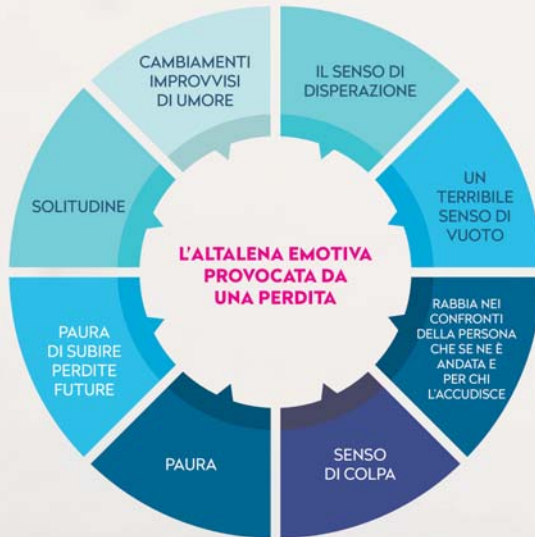 L'ALTALENA EMOTIVA
PROVOCATA DA
UNA PERDITA
IL SENSO DI
DISPERAZIONE
UN
TERRIBILE
SENSO DI
VUOTO
RABBIA NEI
CONFRONTI
DELLA PERSONA
CHE SE NE È
ANDATA E
PER CHI
L'ACCUDISCE
SENSO
DI COLPA
PAURA
PAURA
DI SUBIRE
PERDITE
FUTURE
SOLITUDINE
CAMBIAMENTI
IMPROVVISI
DI UMORE